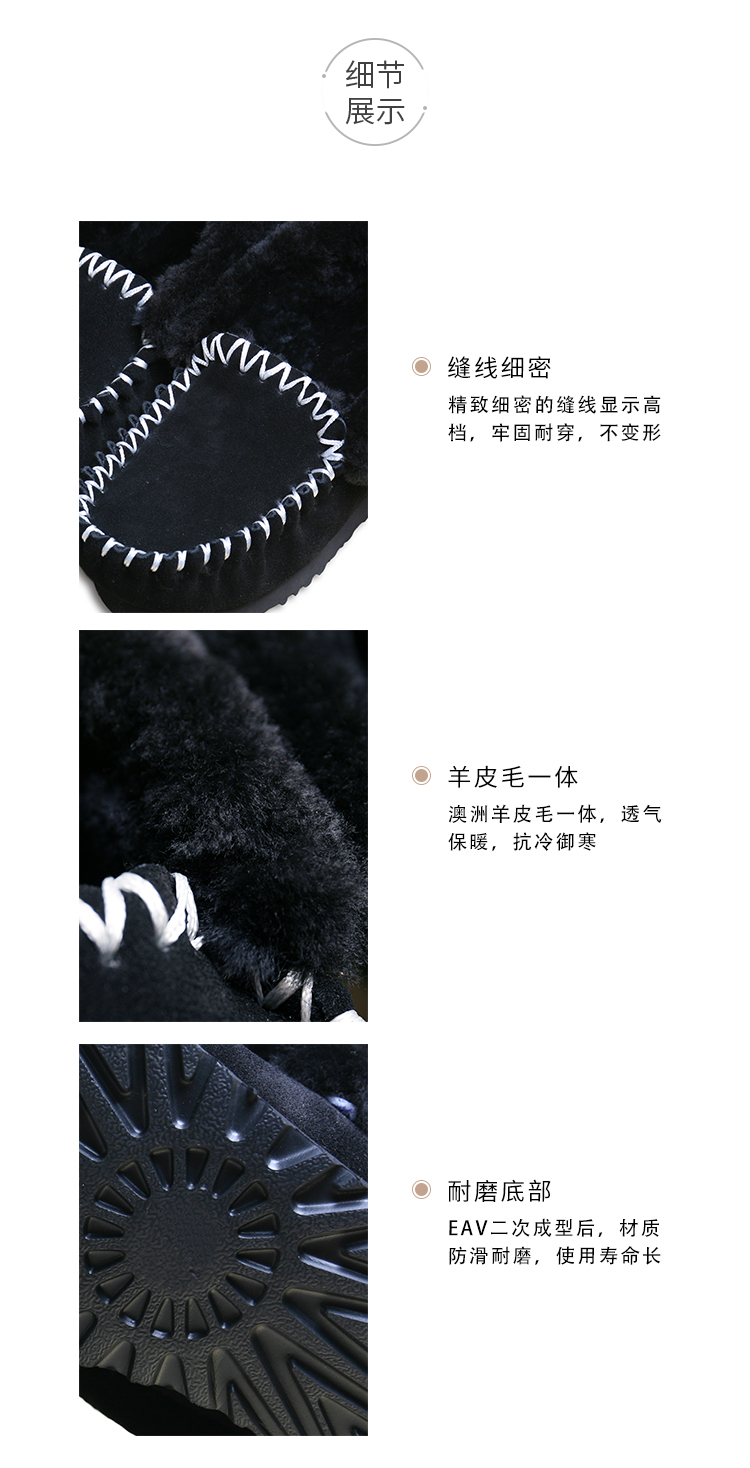 细节
展示
缝线细密
精致细密的缝线显示高
档，牢固耐穿，不变形
羊皮毛一体
澳洲羊皮毛一体，透气
保暖，抗冷御寒
耐磨底部
EAV二次成型后，材质
防滑耐磨，使用寿命长